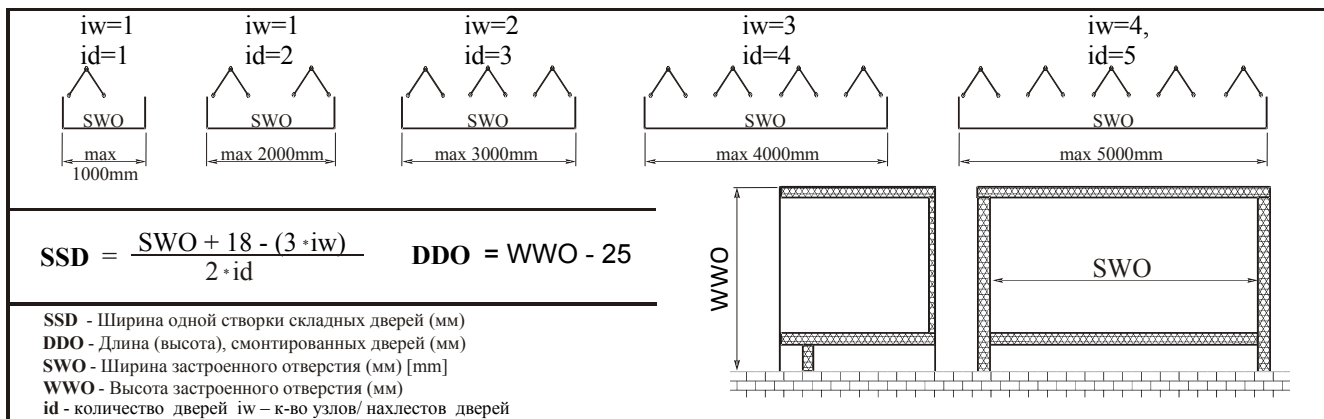 iw=1 iw=1 iw=2 iw=3 iw=4,
id=1 id=2 id=3 id=4 id=5
SWO SWO SWO SWO SWO
max 1000mm max 2000mm max 3000mm max 4000mm max 5000mm
SSD = SWO + 18 - (3 * iw) / 2 * id DDO = WWO - 25
WWO SWO
SSD - Ширина одной створки складных дверей (мм)
DDO - Длина (высота), смонтированных дверей (мм)
SWO - Ширина застроенного отверстия (мм) [mm]
WWO - Высота застроенного отверстия (мм)
id - количество дверей iw – к-во узлов/ нахлестов дверей